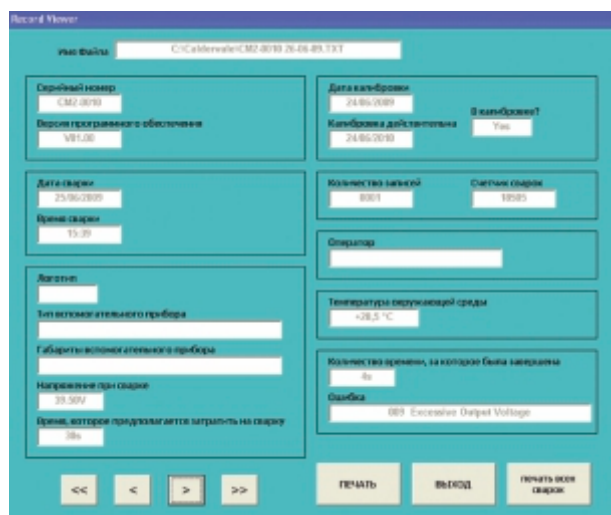 Record Viewer
Имя Файла
C:\Caldervale\CM2-0010 26-06-09.TXT
Серийный номер
CM2-0010
Версия программного обеспечения
V01.00
Дата калибровки
24/06/2009
Калибровка действительна
24/06/2010
В калибровке?
Yes
Дата сварки
25/06/2009
Время сварки
15:39
Количество записей
0001
Счетчик сварок
10505
Оператор
Логотип
Тип вспомогательного прибора
Габариты вспомогательного прибора
Напряжение при сварке
39.50V
Время, которое предполагается затратить на сварку
30s
Температура окружающей среды
+20,5 °C
Количество времени, за которое была завершена
4s
Ошибка
009 Excessive Output Voltage
<< < > >>
ПЕЧАТЬ
ВЫХОД
печать всех
сварок